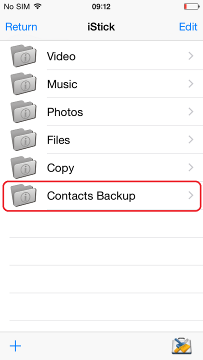 No SIM 09:12
Return iStick Edit
Video
Music
Photos
Files
Copy
Contacts Backup